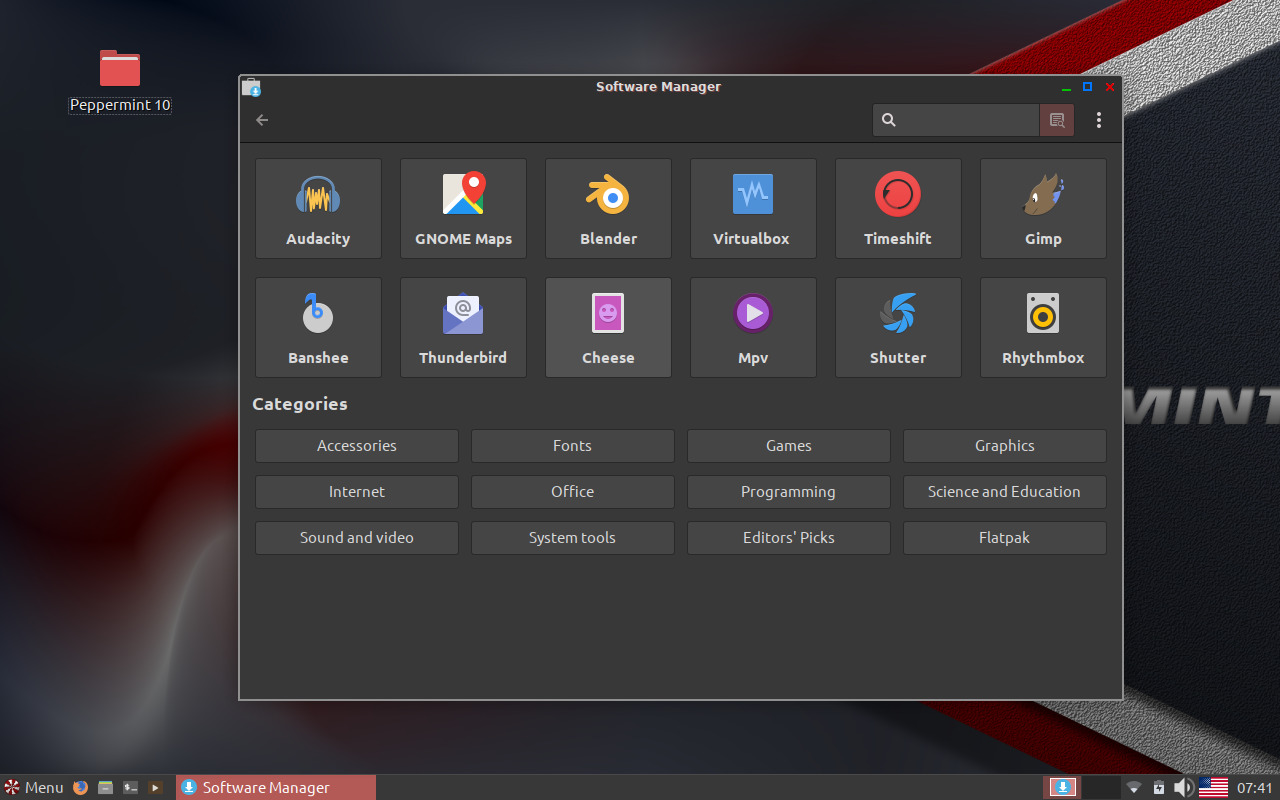 Peppermint 10
Software Manager
Audacity
GNOME Maps
Blender
Virtualbox
Timeshift
Gimp
Banshee
Thunderbird
Cheese
Mpv
Shutter
Rhythmbox
Categories
Accessories
Fonts
Games
Graphics
Internet
Office
Programming
Science and Education
Sound and video
System tools
Editors' Picks
Flatpak
MINT
Menu
Software Manager
07:41